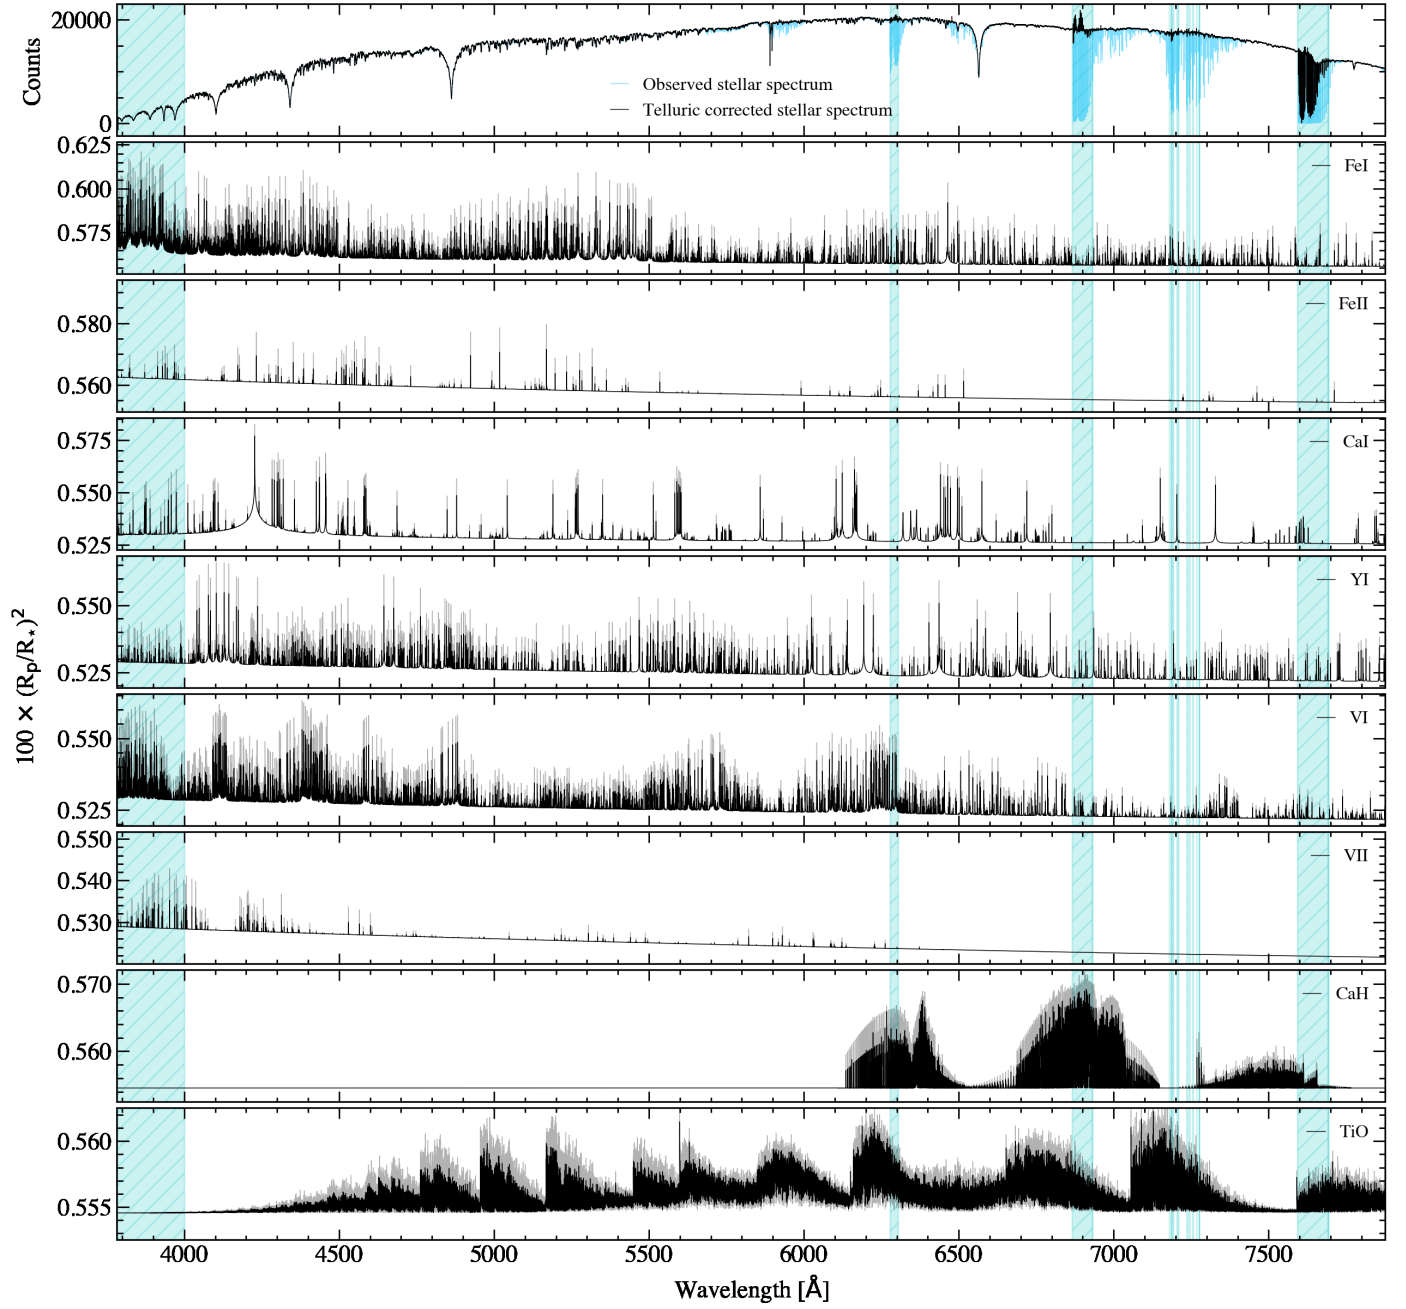 20000
Counts
0
Observed stellar spectrum
Telluric corrected stellar spectrum
0.625
0.600
0.575
FeI
0.580
0.560
FeII
0.575
0.550
0.525
CaI
0.550
0.525
YI
100 × (Rp/R⋆)²
0.550
0.525
VI
0.550
0.540
0.530
VII
0.570
0.560
CaH
0.560
0.555
TiO
4000 4500 5000 5500 6000 6500 7000 7500
Wavelength [Å]